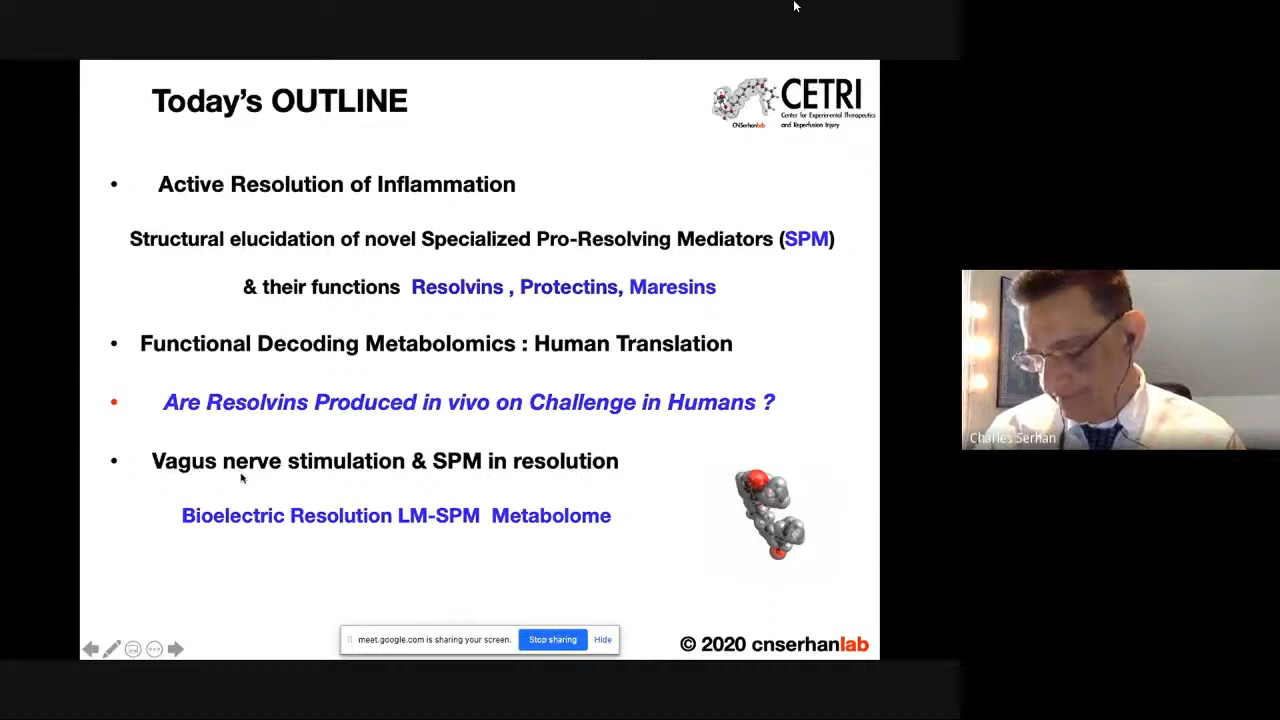 Today's OUTLINE
CETRI
Center for Experimental Therapeutics
and Reperfusion Injury
CNSerhanlab
• Active Resolution of Inflammation
Structural elucidation of novel Specialized Pro-Resolving Mediators (SPM)
& their functions Resolvins , Protectins, Maresins
• Functional Decoding Metabolomics : Human Translation
• Are Resolvins Produced in vivo on Challenge in Humans ?
• Vagus nerve stimulation & SPM in resolution
Bioelectric Resolution LM-SPM Metabolome
Charles Serhan
meet.google.com is sharing your screen. Stop sharing Hide
© 2020 cnserhanlab